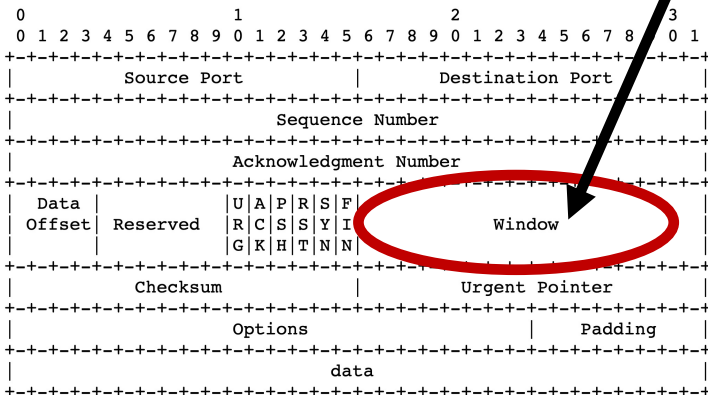 0                   1                   2                   3
0 1 2 3 4 5 6 7 8 9 0 1 2 3 4 5 6 7 8 9 0 1 2 3 4 5 6 7 8 0 1
+-+-+-+-+-+-+-+-+-+-+-+-+-+-+-+-+-+-+-+-+-+-+-+-+-+-+-+-+-+-+-+-+
|          Source Port          |       Destination Port        |
+-+-+-+-+-+-+-+-+-+-+-+-+-+-+-+-+-+-+-+-+-+-+-+-+-+-+-+-+-+-+-+-+
|                        Sequence Number                        |
+-+-+-+-+-+-+-+-+-+-+-+-+-+-+-+-+-+-+-+-+-+-+-+-+-+-+-+-+-+-+-+-+
|                    Acknowledgment Number                      |
+-+-+-+-+-+-+-+-+-+-+-+-+-+-+-+-+-+-+-+-+-+-+-+-+-+-+-+-+-+-+-+-+
|  Data |           |U|A|P|R|S|F|                               |
| Offset| Reserved  |R|C|S|S|Y|I|            Window             |
|       |           |G|K|H|T|N|N|                               |
+-+-+-+-+-+-+-+-+-+-+-+-+-+-+-+-+-+-+-+-+-+-+-+-+-+-+-+-+-+-+-+-+
|           Checksum            |         Urgent Pointer        |
+-+-+-+-+-+-+-+-+-+-+-+-+-+-+-+-+-+-+-+-+-+-+-+-+-+-+-+-+-+-+-+-+
|                    Options                    |    Padding    |
+-+-+-+-+-+-+-+-+-+-+-+-+-+-+-+-+-+-+-+-+-+-+-+-+-+-+-+-+-+-+-+-+
|                             data                              |
+-+-+-+-+-+-+-+-+-+-+-+-+-+-+-+-+-+-+-+-+-+-+-+-+-+-+-+-+-+-+-+-+